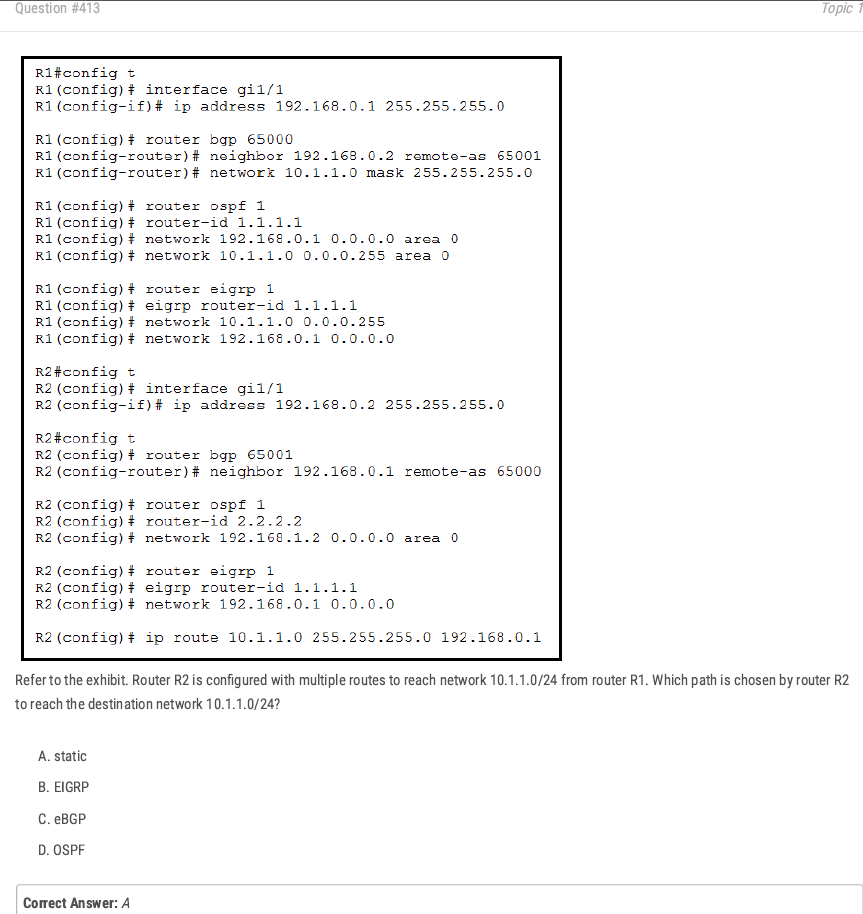 Question #413
Topic 1
R1#config t
R1(config)# interface gi1/1
R1(config-if)# ip address 192.168.0.1 255.255.255.0
R1(config)# router bgp 65000
R1(config-router)# neighbor 192.168.0.2 remote-as 65001
R1(config-router)# network 10.1.1.0 mask 255.255.255.0
R1(config)# router ospf 1
R1(config)# router-id 1.1.1.1
R1(config)# network 192.168.0.1 0.0.0.0 area 0
R1(config)# network 10.1.1.0 0.0.0.255 area 0
R1(config)# router eigrp 1
R1(config)# eigrp router-id 1.1.1.1
R1(config)# network 10.1.1.0 0.0.0.255
R1(config)# network 192.168.0.1 0.0.0.0
R2#config t
R2(config)# interface gi1/1
R2(config-if)# ip address 192.168.0.2 255.255.255.0
R2#config t
R2(config)# router bgp 65001
R2(config-router)# neighbor 192.168.0.1 remote-as 65000
R2(config)# router ospf 1
R2(config)# router-id 2.2.2.2
R2(config)# network 192.168.1.2 0.0.0.0 area 0
R2(config)# router eigrp 1
R2(config)# eigrp router-id 1.1.1.1
R2(config)# network 192.168.0.1 0.0.0.0
R2(config)# ip route 10.1.1.0 255.255.255.0 192.168.0.1
Refer to the exhibit. Router R2 is configured with multiple routes to reach network 10.1.1.0/24 from router R1. Which path is chosen by router R2
to reach the destination network 10.1.1.0/24?
A. static
B. EIGRP
C. eBGP
D. OSPF
Correct Answer: A